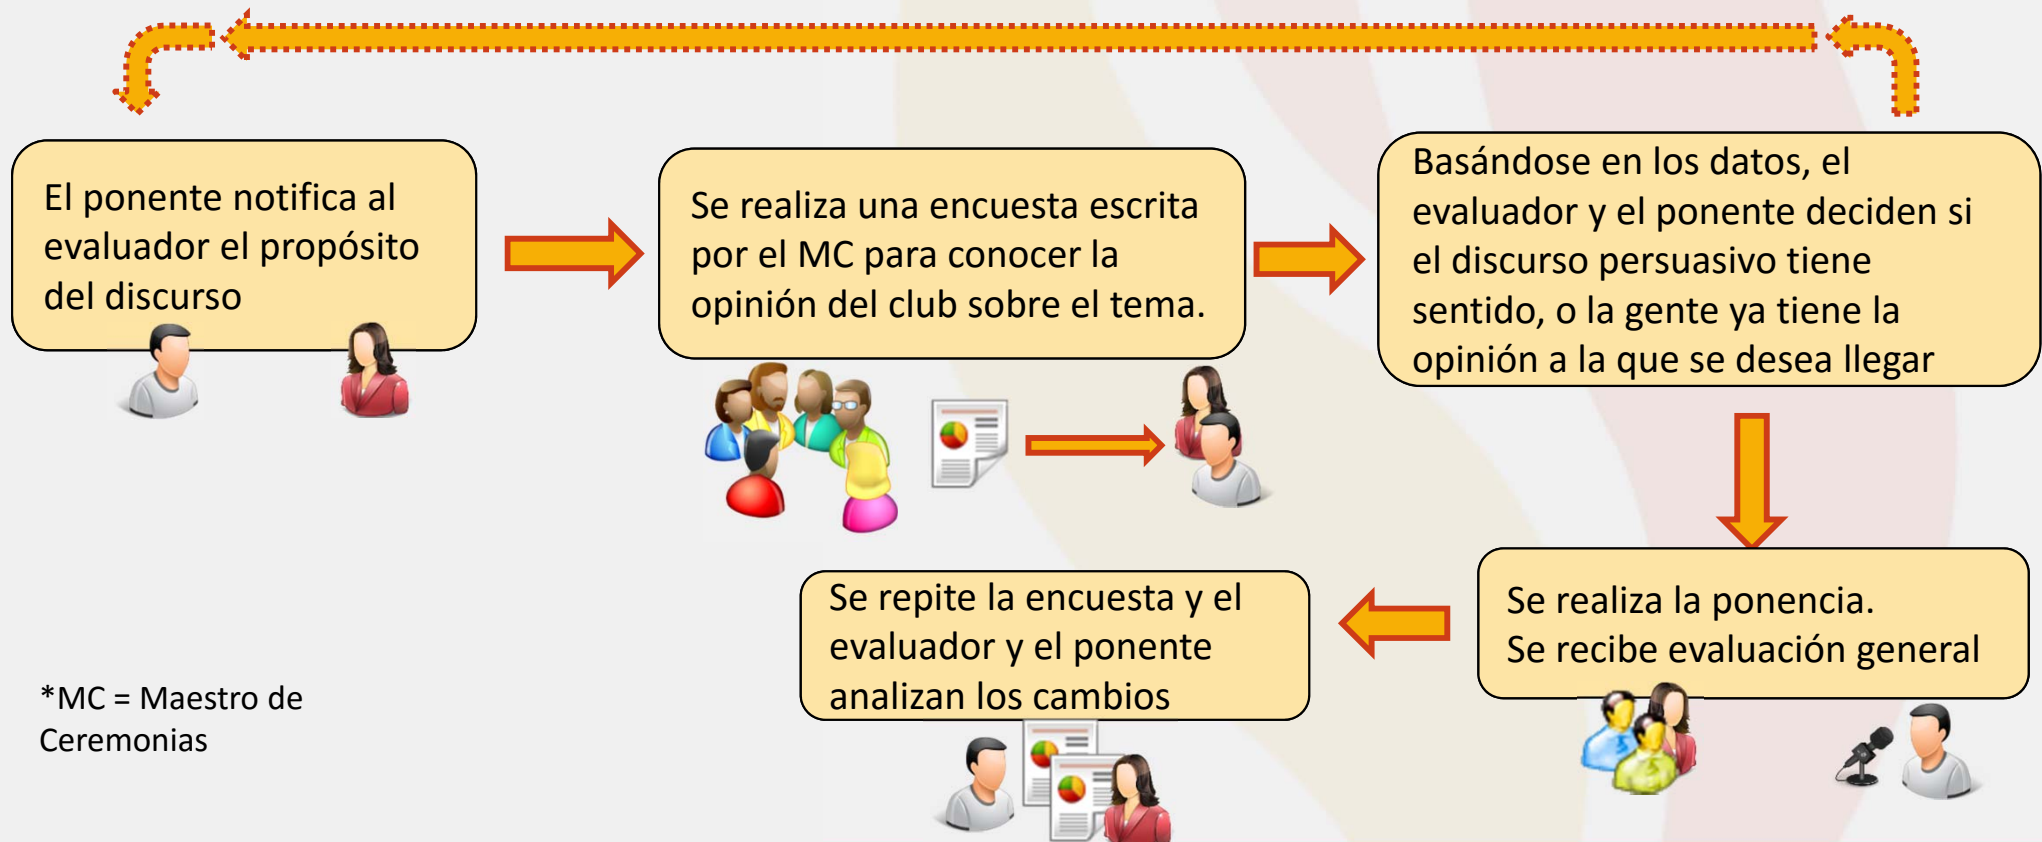 El ponente notifica al
evaluador el propósito
del discurso
Se realiza una encuesta escrita
por el MC para conocer la
opinión del club sobre el tema.
Basándose en los datos, el
evaluador y el ponente deciden si
el discurso persuasivo tiene
sentido, o la gente ya tiene la
opinión a la que se desea llegar
Se realiza la ponencia.
Se recibe evaluación general
Se repite la encuesta y el
evaluador y el ponente
analizan los cambios
*MC = Maestro de
Ceremonias